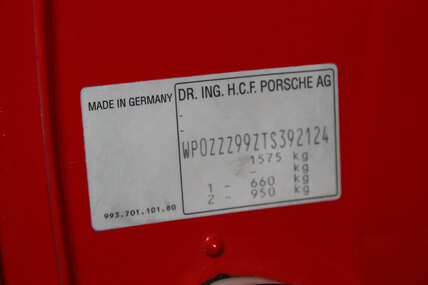 MADE IN GERMANY
DR. ING. H.C.F. PORSCHE AG
-
-
WP0ZZZ99ZTS392124
1575 kg
- kg
1 - 660 kg
2 - 950 kg
993.701.101.80